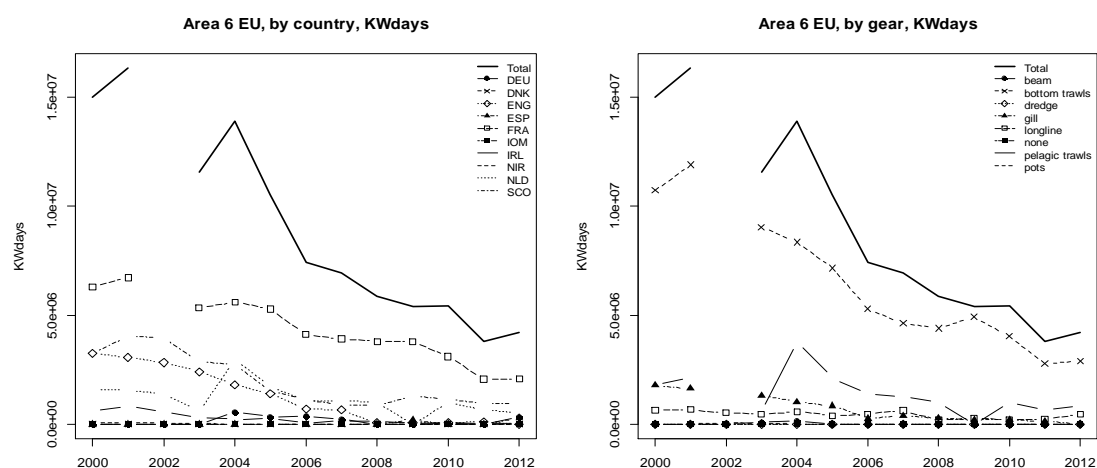 Area 6 EU, by country, KWdays
KWdays
0.0e+00
5.0e+06
1.0e+07
1.5e+07
Total
DEU
DNK
ENG
ESP
FRA
IOM
IRL
NIR
NLD
SCO
2000 2002 2004 2006 2008 2010 2012
Area 6 EU, by gear, KWdays
KWdays
0.0e+00
5.0e+06
1.0e+07
1.5e+07
Total
beam
bottom trawls
dredge
gill
longline
none
pelagic trawls
pots
2000 2002 2004 2006 2008 2010 2012